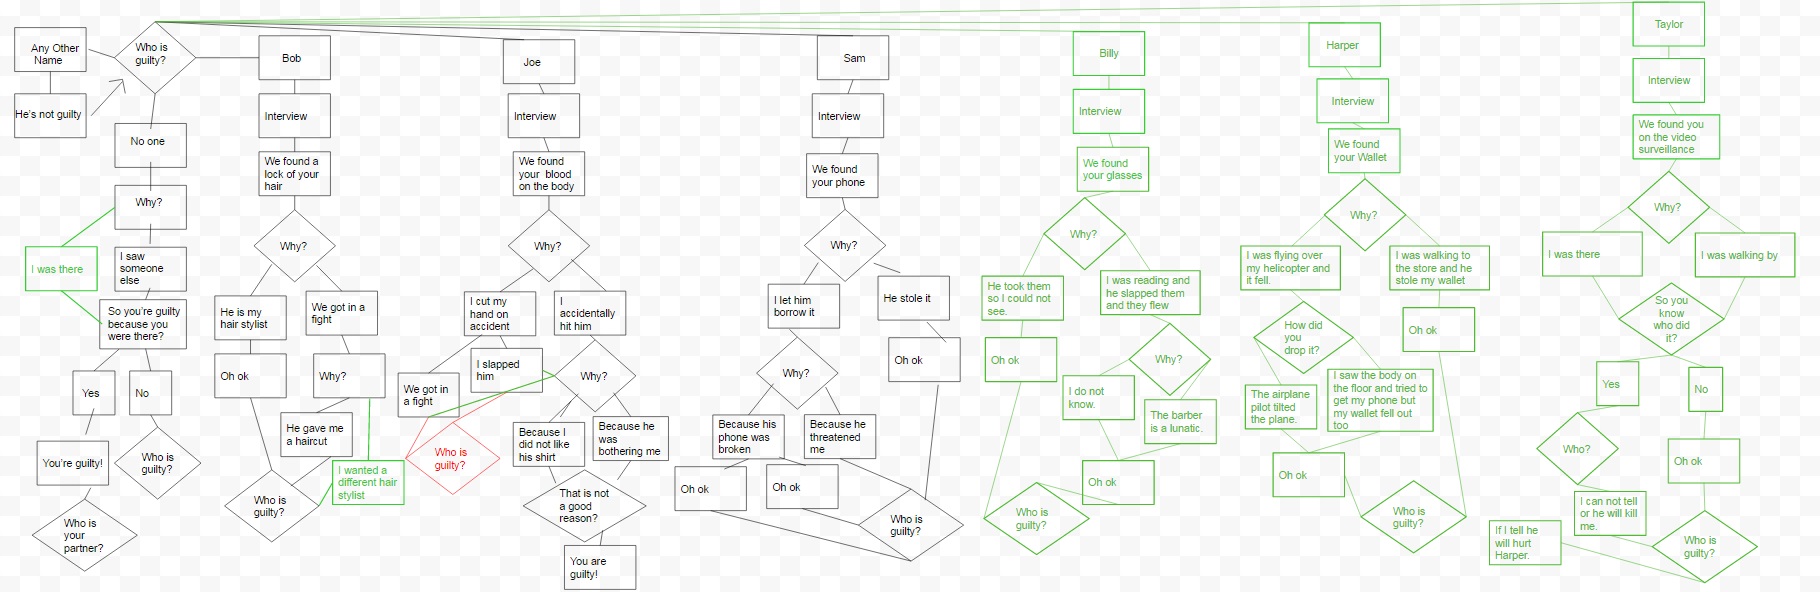 Any Other
Name
He's not guilty
Who is
guilty?
No one
Why?
I was there
I saw
someone
else
So you're guilty
because you
were there?
Yes
No
You're guilty!
Who is
guilty?
Who is
your
partner?
Bob
Interview
We found a
lock of your
hair
Why?
He is my
hair stylist
We got in a
fight
Oh ok
Why?
He gave me
a haircut
I wanted a
different hair
stylist
Who is
guilty?
Joe
Interview
We found
your blood
on the body
Why?
I cut my
hand on
accident
I
accidentally
hit him
I slapped
him
Why?
We got in
a fight
Who is
guilty?
Because I
did not like
his shirt
Because he
was
bothering me
That is not
a good
reason?
You are
guilty!
Sam
Interview
We found
your phone
Why?
I let him
borrow it
He stole it
Why?
Oh ok
Because his
phone was
broken
Because he
threatened
me
Oh ok
Oh ok
Who is
guilty?
Billy
Interview
We found
your glasses
Why?
He took them
so I could not
see.
I was reading and
he slapped them
and they flew
Oh ok
Why?
I do not
know.
The barber
is a lunatic.
Oh ok
Who is
guilty?
Harper
Interview
We found
your Wallet
Why?
I was flying over
my helicopter and
it fell.
I was walking to
the store and he
stole my wallet
How did
you
drop it?
Oh ok
The airplane
pilot tilted
the plane.
I saw the body on
the floor and tried to
get my phone but
my wallet fell out
too
Oh ok
Who is
guilty?
Taylor
Interview
We found you
on the video
surveillance
Why?
I was there
I was walking by
So you
know
who did
it?
Yes
No
Who?
Oh ok
I can not tell
or he will kill
me.
If I tell he
will hurt
Harper.
Who is
guilty?